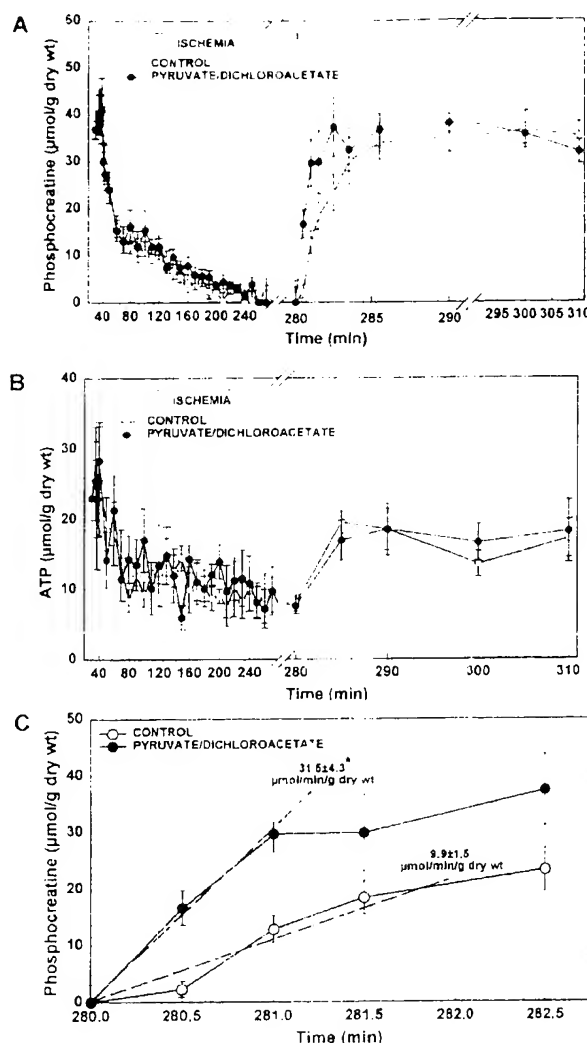 A
Phosphocreatine (µmol/g dry wt)
60
50
40
30
20
10
0
ISCHEMIA
CONTROL
PYRUVATE/DICHLOROACETATE
40 80 120 160 200 240 280 285 290 295 300 305 310
Time (min)
B
ATP (µmol/g dry wt)
40
30
20
10
0
ISCHEMIA
CONTROL
PYRUVATE/DICHLOROACETATE
40 80 120 160 200 240 280 290 300 310
Time (min)
C
Phosphocreatine (µmol/g dry wt)
50
40
30
20
10
0
CONTROL
PYRUVATE/DICHLOROACETATE
31.5±4.3*
µmol/min/g dry wt
9.9±1.5
µmol/min/g dry wt
280.0 280.5 281.0 281.5 282.0 282.5
Time (min)